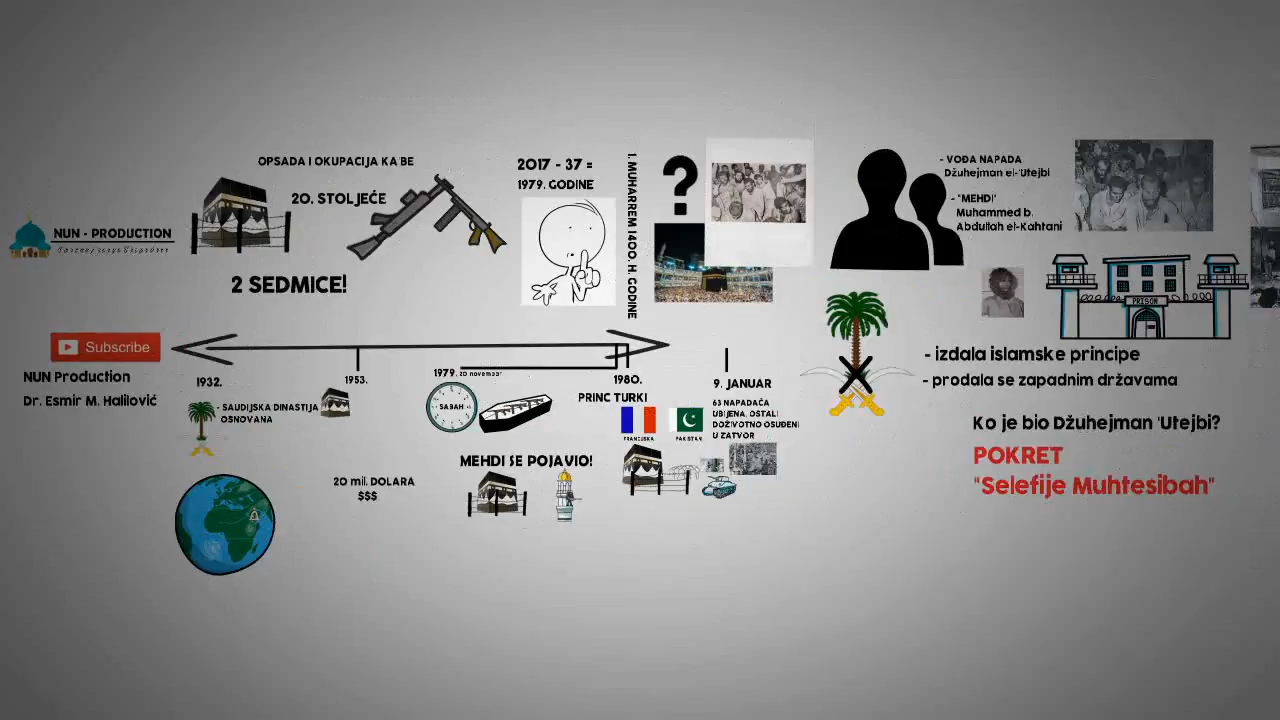 OPSADA I OKUPACIJA KA BE
20. STOLJEĆE
NUN - PRODUCTION
2 SEDMICE!
2017 - 37 =
1979. GODINE
1. MUHARREM 1400. H. GODINE
?
- VOĐA NAPADA
Džuhejman el-'Utejbi
- "MEHDI"
Muhammed b.
Abdullah el-Kahtani
PRISON
Subscribe
NUN Production
Dr. Esmir M. Halilović
1932.
- SAUDIJSKA DINASTIJA
OSNOVANA
1953.
20 mil. DOLARA
$$$
1979. 20 novembar
SABAH
MEHDI SE POJAVIO!
1980.
PRINC TURKI
FRANCUSKA
PAKISTAN
9. JANUAR
63 NAPADAČA
UBIJENA, OSTALI
DOŽIVOTNO OSUĐENI
U ZATVOR
- izdala islamske principe
- prodala se zapadnim državama
Ko je bio Džuhejman 'Utejbi?
POKRET
"Selefije Muhtesibah"